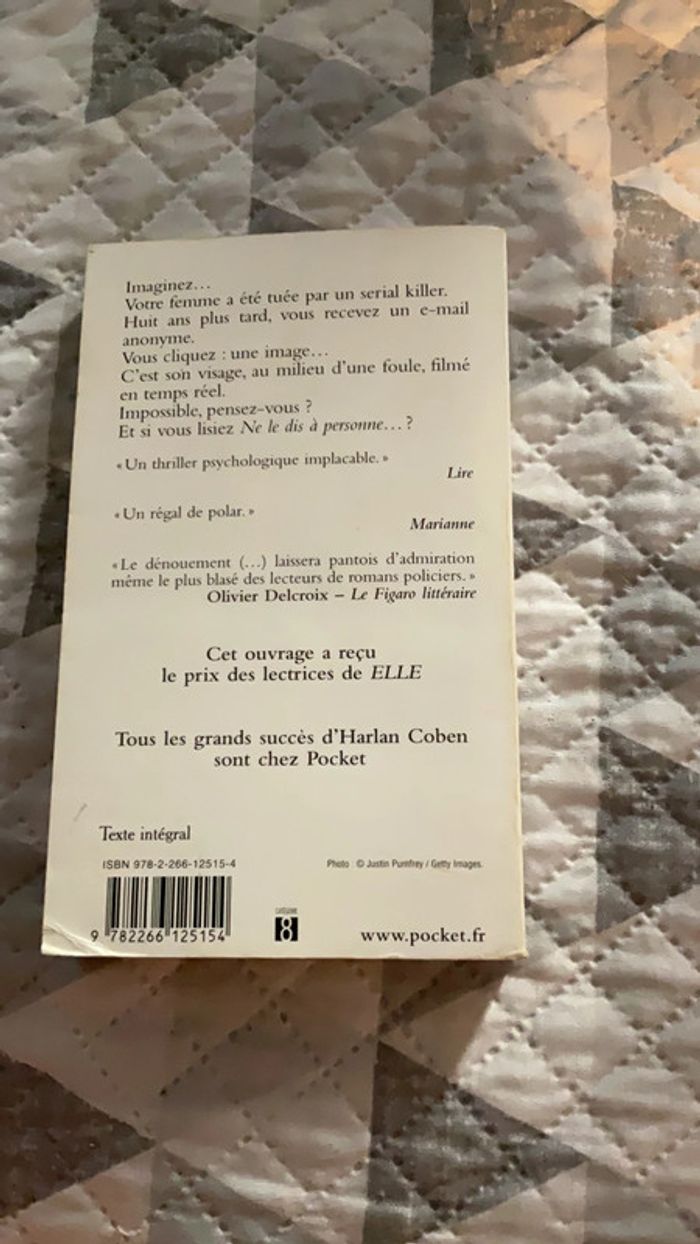 Imaginez...
Votre femme a été tuée par un serial killer.
Huit ans plus tard, vous recevez un e-mail
anonyme.
Vous cliquez : une image...
C'est son visage, au milieu d'une foule, filmé
en temps réel.
Impossible, pensez-vous ?
Et si vous lisiez Ne le dis à personne... ?
« Un thriller psychologique implacable. »
Lire
« Un régal de polar. »
Marianne
« Le dénouement (...) laissera pantois d'admiration
même le plus blasé des lecteurs de romans policiers. »
Olivier Delcroix – Le Figaro littéraire
Cet ouvrage a reçu
le prix des lectrices de ELLE
Tous les grands succès d'Harlan Coben
sont chez Pocket
Texte intégral
ISBN 978-2-266-12515-4
Photo : © Justin Pumfrey / Getty Images.
9 782266 125154
CATÉGORIE
8
www.pocket.fr